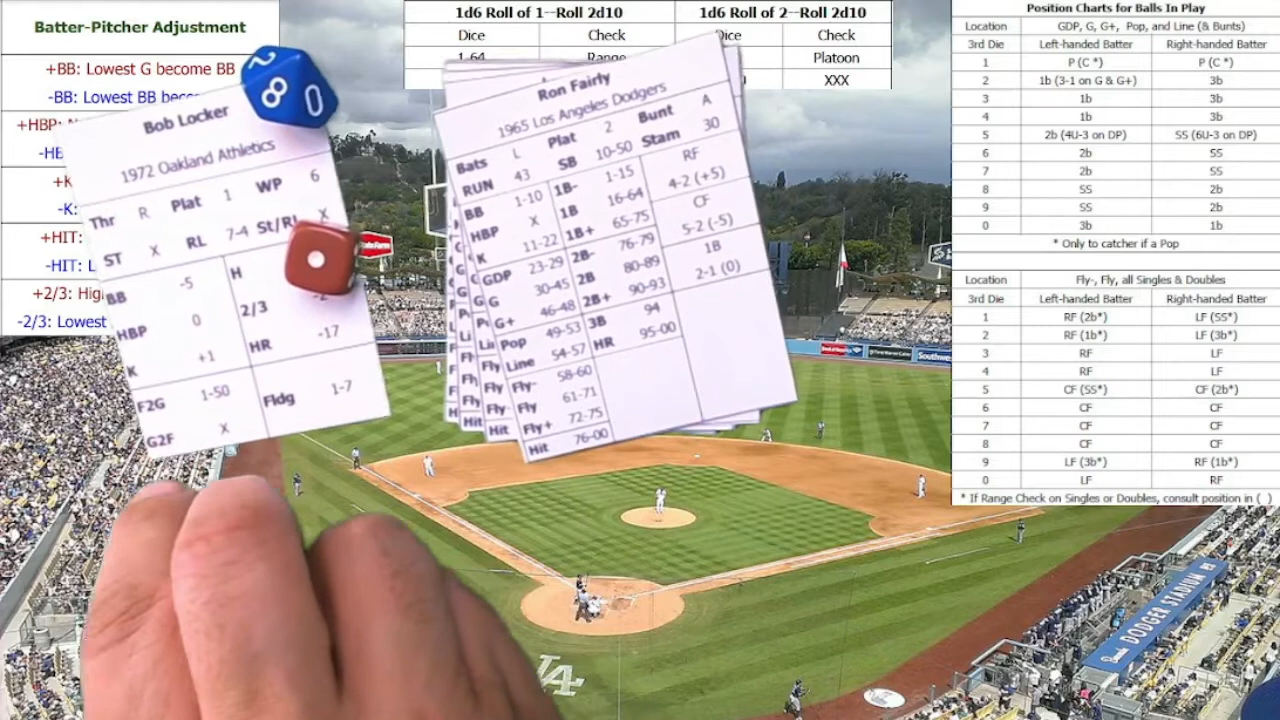 Batter-Pitcher Adjustment
+BB: Lowest G become BB
-BB: Lowest BB
+HBP:
+K
-K:
+HIT:
-HIT: L
+2/3:
-2/3: Lowest
Bob Locker
1972 Oakland Athletics
Thr R Plat 1 WP 6
ST X RL 7-4 X
BB -5 H
HBP 0 2/3 -2
K +1 HR -17
F2G 1-50 Fldg 1-7
G2F X
8 0
1d6 Roll of 1--Roll 2d10 1d6 Roll of 2--Roll 2d10
Dice Check Check
1-64 Range Platoon
XXX
Ron Fairly
1965 Los Angeles Dodgers
Bats L Plat 2 Bunt A
RUN 43 SB 10-50 Stam 30
BB 1-10 1B- 1-15 RF
HBP X 1B 16-64 4-2 (+5)
K 11-22 1B+ 65-75 CF
GDP 23-29 2B- 76-79 5-2 (-5)
G 30-45 2B 80-89 1B
G+ 46-48 2B+ 90-93 2-1 (0)
Pop 49-53 3B 94
Line 54-57 HR 95-00
Fly- 58-60
Fly 61-71
Fly+ 72-75
Hit 76-00
Position Charts for Balls In Play
Location GDP, G, G+, Pop, and Line (& Bunts)
3rd Die Left-handed Batter Right-handed Batter
1 P (C *) P (C *)
2 1b (3-1 on G & G+) 3b
3 1b 3b
4 1b 3b
5 2b (4U-3 on DP) SS (6U-3 on DP)
6 2b SS
7 2b SS
8 SS 2b
9 SS 2b
0 3b 1b
* Only to catcher if a Pop
Location Fly-, Fly, all Singles & Doubles
3rd Die Left-handed Batter Right-handed Batter
1 RF (2b*) LF (SS*)
2 RF (1b*) LF (3b*)
3 RF LF
4 RF LF
5 CF (SS*) CF (2b*)
6 CF CF
7 CF CF
8 CF CF
9 LF (3b*) RF (1b*)
0 LF RF
* If Range Check on Singles or Doubles, consult position in ( )
State Farm
Southwest
DODGER STADIUM
LA